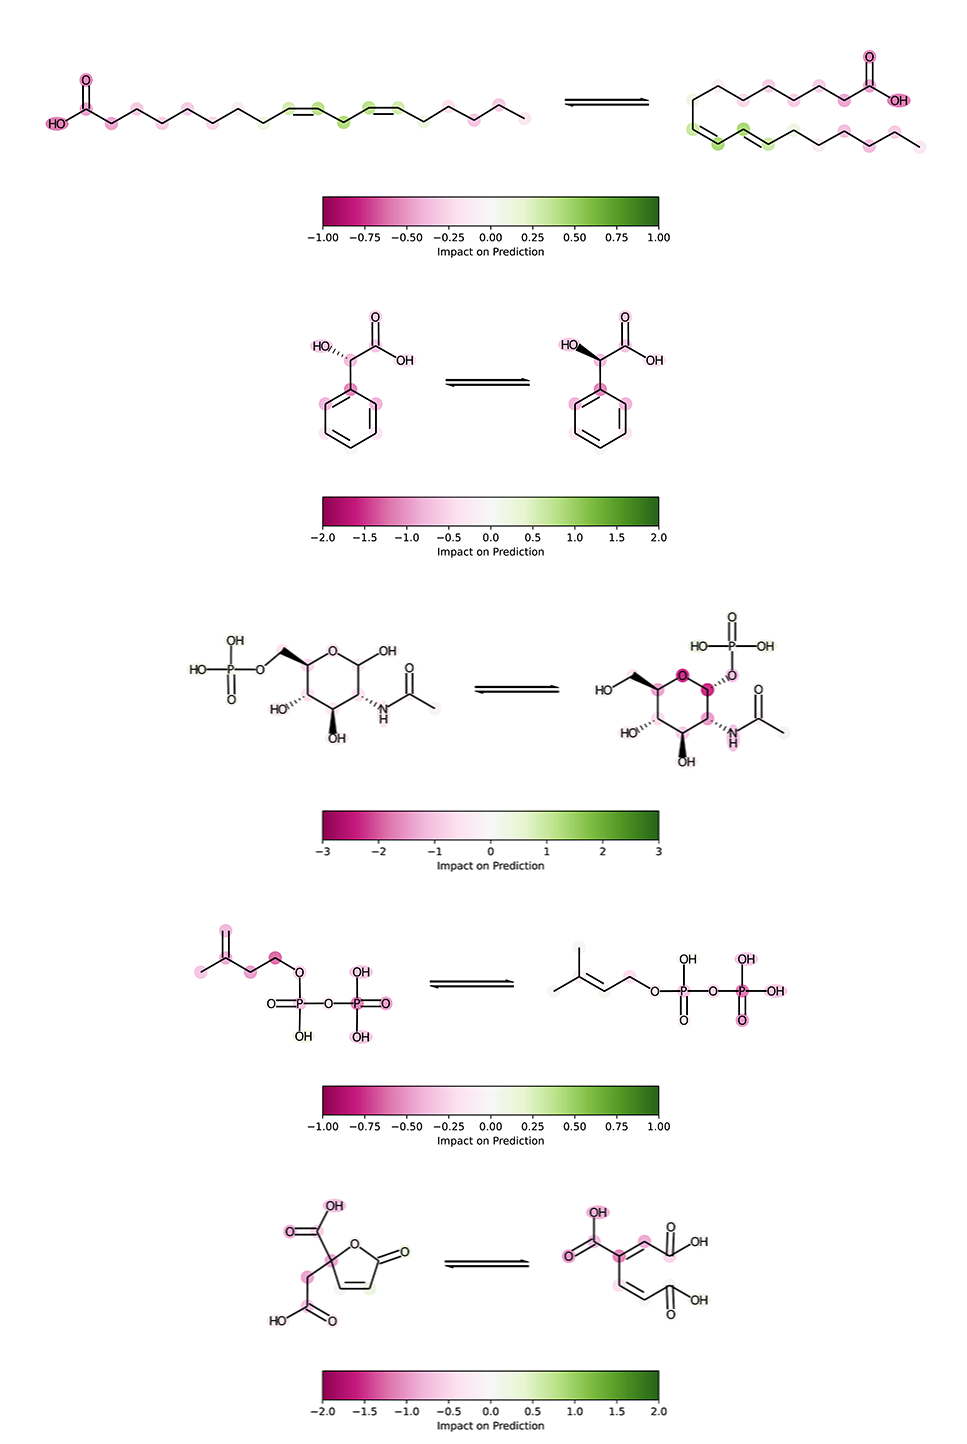 O
HO
O
OH
−1.00 −0.75 −0.50 −0.25 0.00 0.25 0.50 0.75 1.00
Impact on Prediction
O
HO
OH
O
HO
OH
−2.0 −1.5 −1.0 −0.5 0.0 0.5 1.0 1.5 2.0
Impact on Prediction
OH
HO P O
O
O OH
O
HO
N
H
OH
O
HO P OH
O
O
HO
O
HO
N
H
OH
−3 −2 −1 0 1 2 3
Impact on Prediction
O
OH
O P O P O
OH OH
OH OH
O P O P OH
O O
−1.00 −0.75 −0.50 −0.25 0.00 0.25 0.50 0.75 1.00
Impact on Prediction
OH
O
O
O
HO O
OH
O
O
OH
OH
O
−2.0 −1.5 −1.0 −0.5 0.0 0.5 1.0 1.5 2.0
Impact on Prediction